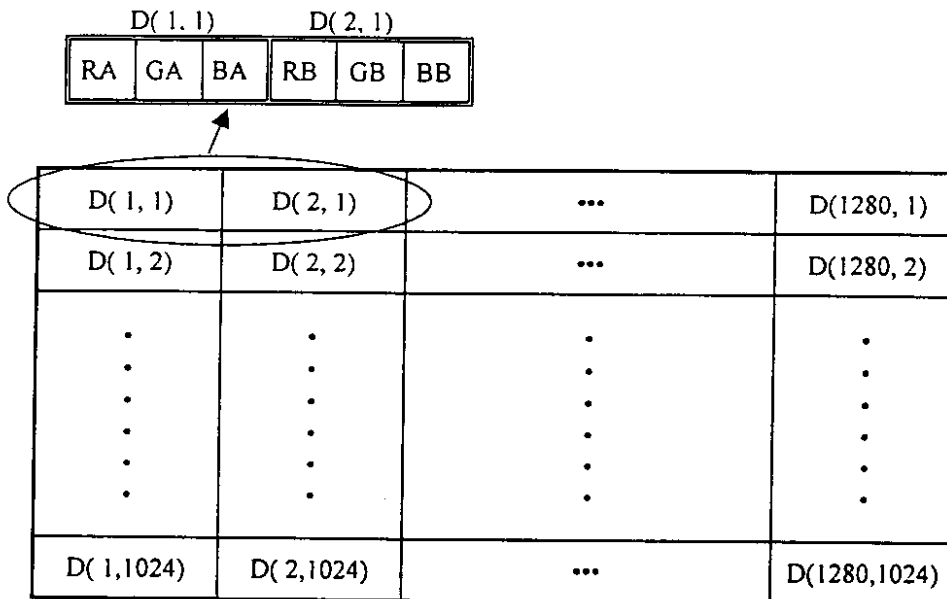 D( 1, 1) D( 2, 1)
RA GA BA RB GB BB
D( 1, 1) D( 2, 1) ••• D(1280, 1)
D( 1, 2) D( 2, 2) ••• D(1280, 2)
D( 1,1024) D( 2,1024) ••• D(1280,1024)